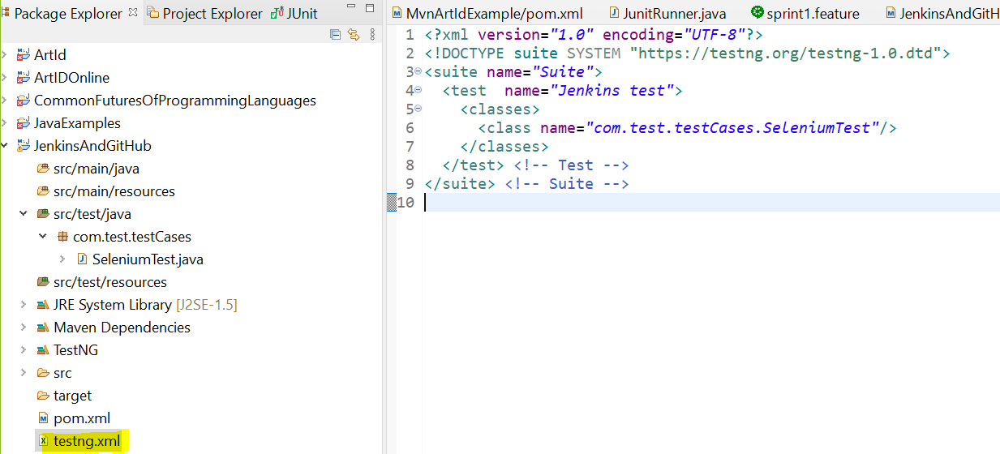 Package Explorer
Project Explorer
JUnit
ArtId
ArtIDOnline
CommonFuturesOfProgrammingLanguages
JavaExamples
JenkinsAndGitHub
src/main/java
src/main/resources
src/test/java
com.test.testCases
SeleniumTest.java
src/test/resources
JRE System Library [J2SE-1.5]
Maven Dependencies
TestNG
src
target
pom.xml
testng.xml
MvnArtIdExample/pom.xml
JunitRunner.java
sprint1.feature
JenkinsAndGitH
1 <?xml version="1.0" encoding="UTF-8"?>
2 <!DOCTYPE suite SYSTEM "https://testng.org/testng-1.0.dtd">
3 <suite name="Suite">
4 <test  name="Jenkins test">
5 <classes>
6 <class name="com.test.testCases.SeleniumTest"/>
7 </classes>
8 </test> <!-- Test -->
9 </suite> <!-- Suite -->
10